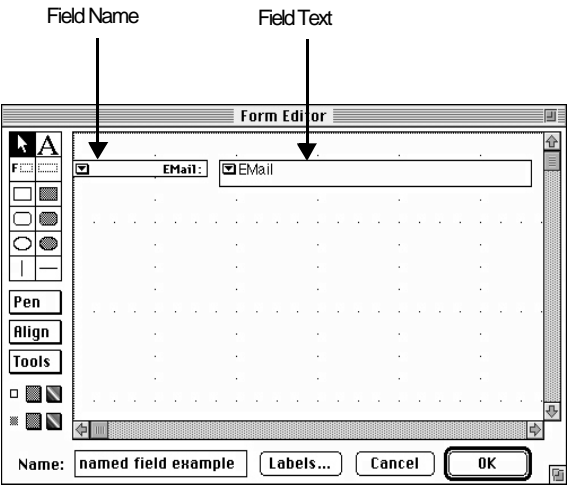 Field Name
Field Text
Form Editor
A
F
EMail:
EMail
Pen
Align
Tools
Name: named field example Labels... Cancel OK